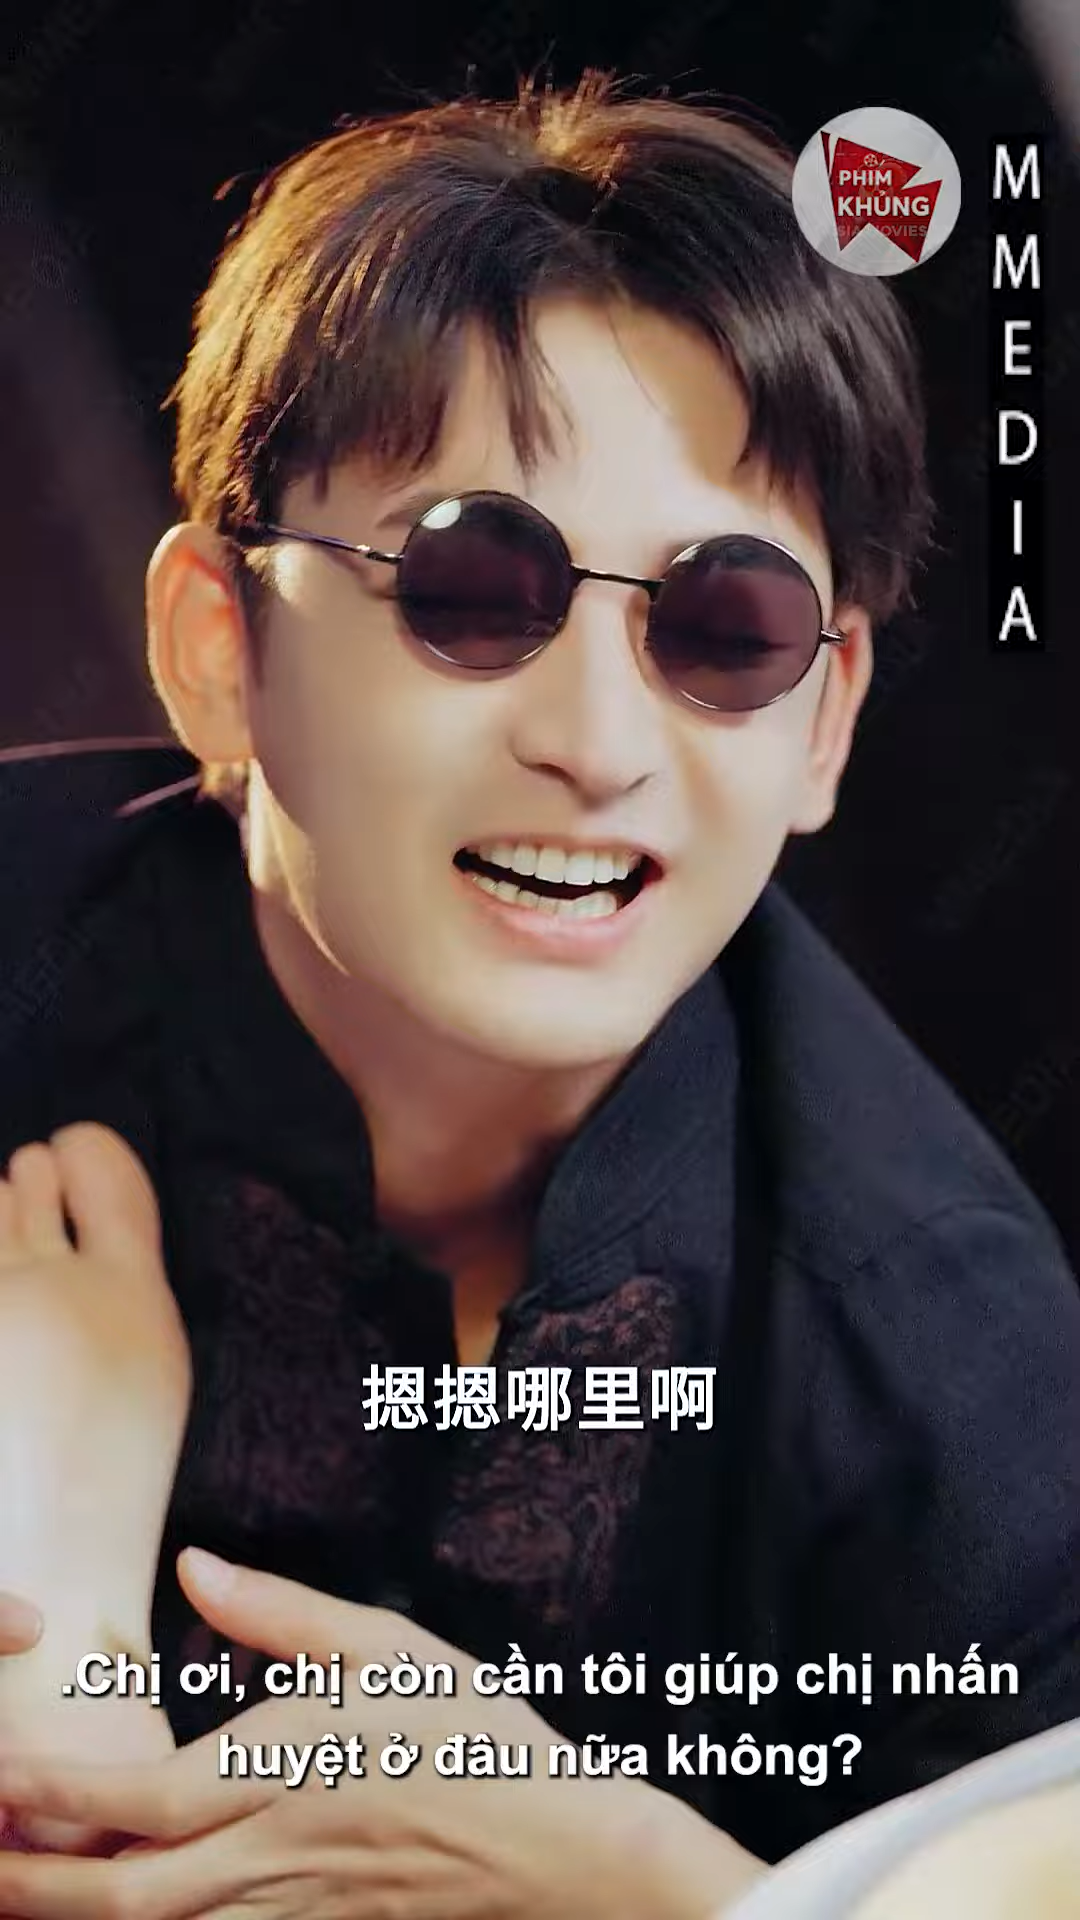 PHIM
KHỦNG
MMEDIA
摁摁哪里啊
.Chị ơi, chị còn cần tôi giúp chị nhấn
huyệt ở đâu nữa không?